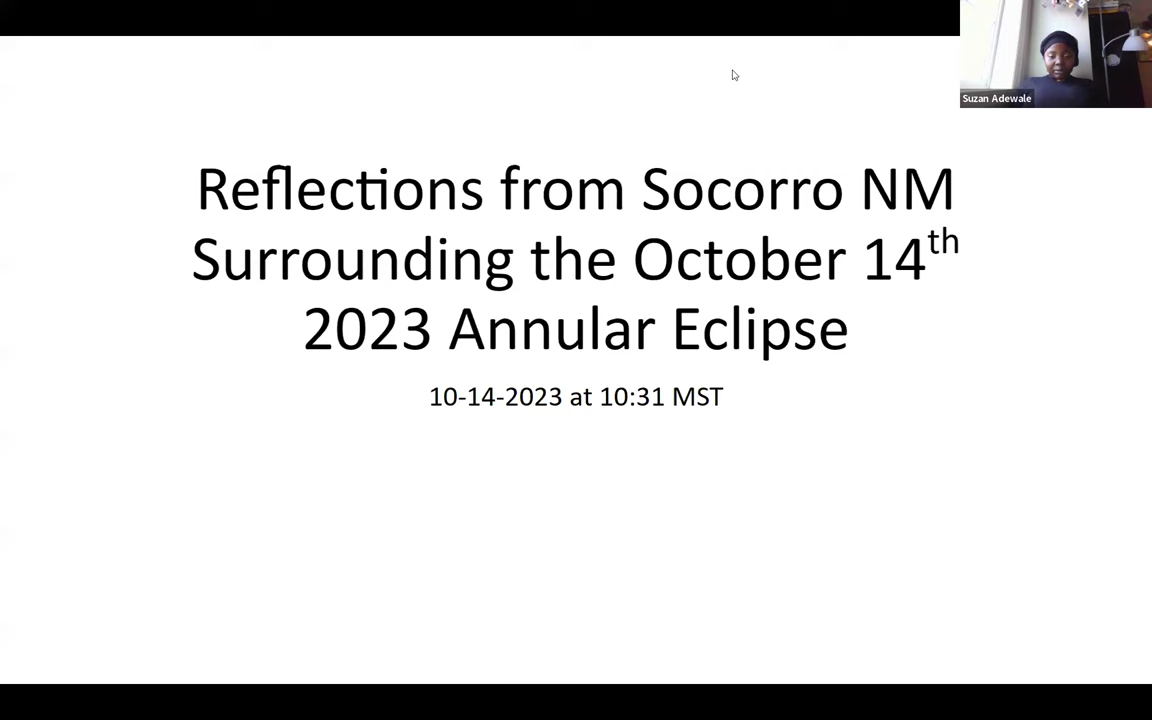 Suzan Adewale
Reflections from Socorro NM
Surrounding the October 14th
2023 Annular Eclipse
10-14-2023 at 10:31 MST